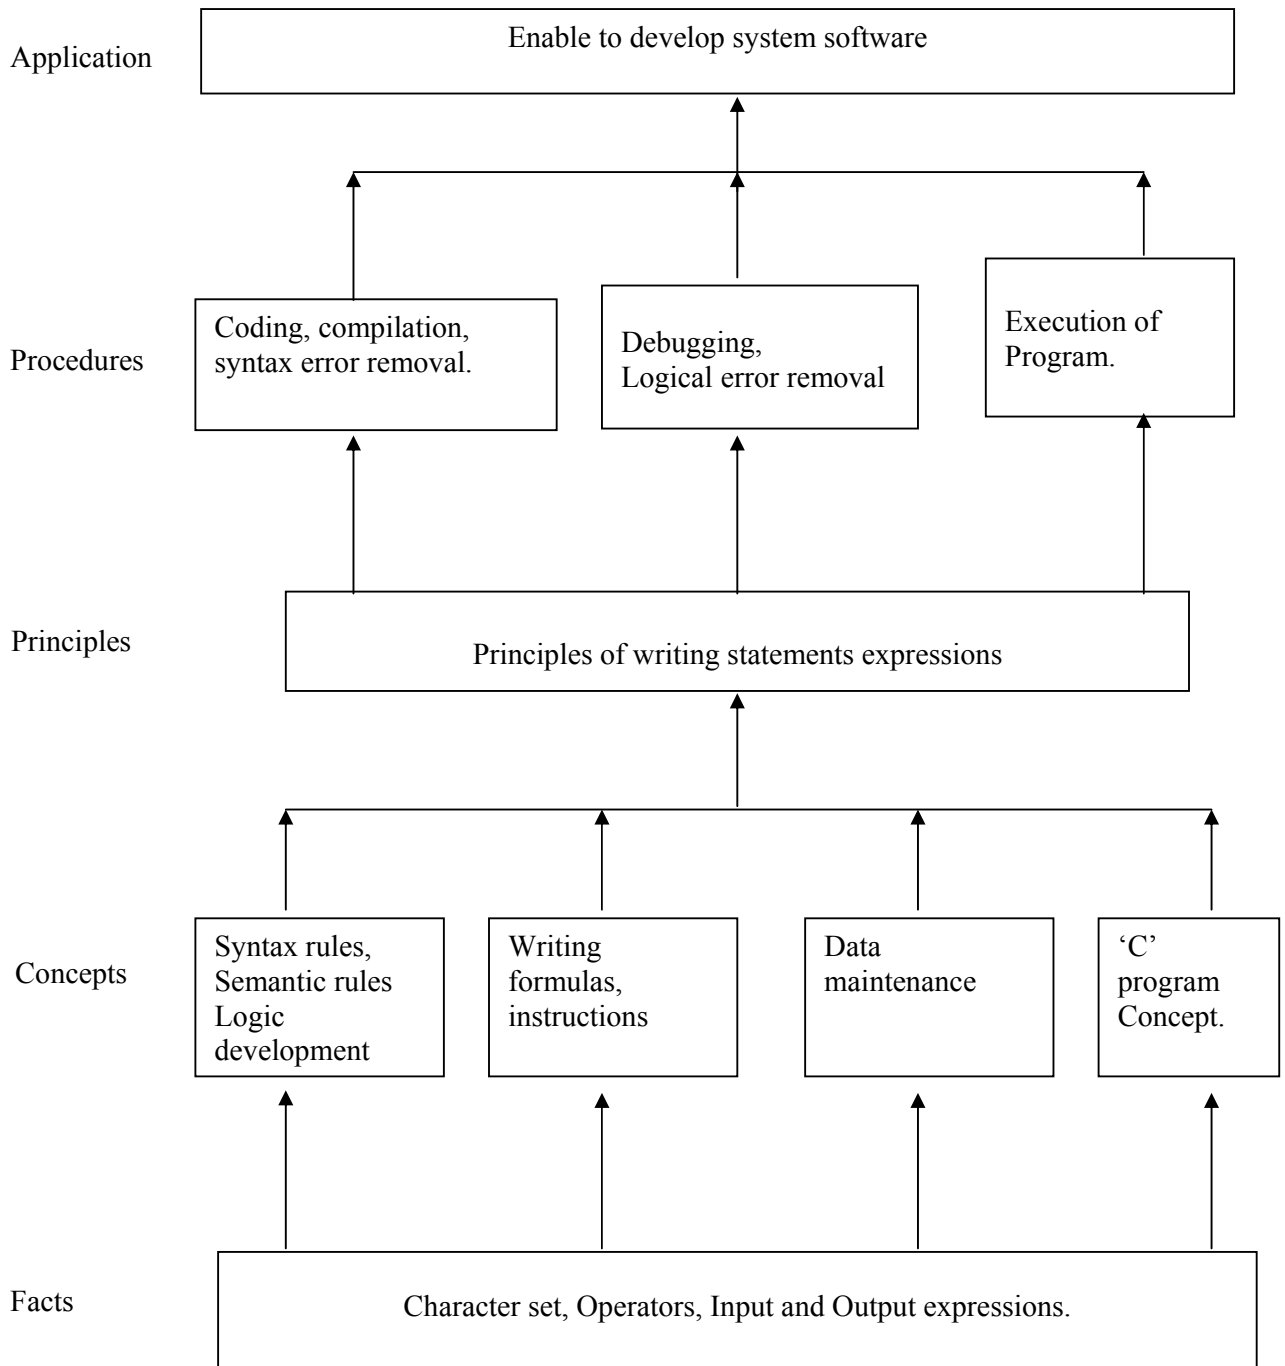 Application
Enable to develop system software
Procedures
Coding, compilation,
syntax error removal.
Debugging,
Logical error removal
Execution of
Program.
Principles
Principles of writing statements expressions
Concepts
Syntax rules,
Semantic rules
Logic
development
Writing
formulas,
instructions
Data
maintenance
‘C’
program
Concept.
Facts
Character set, Operators, Input and Output expressions.